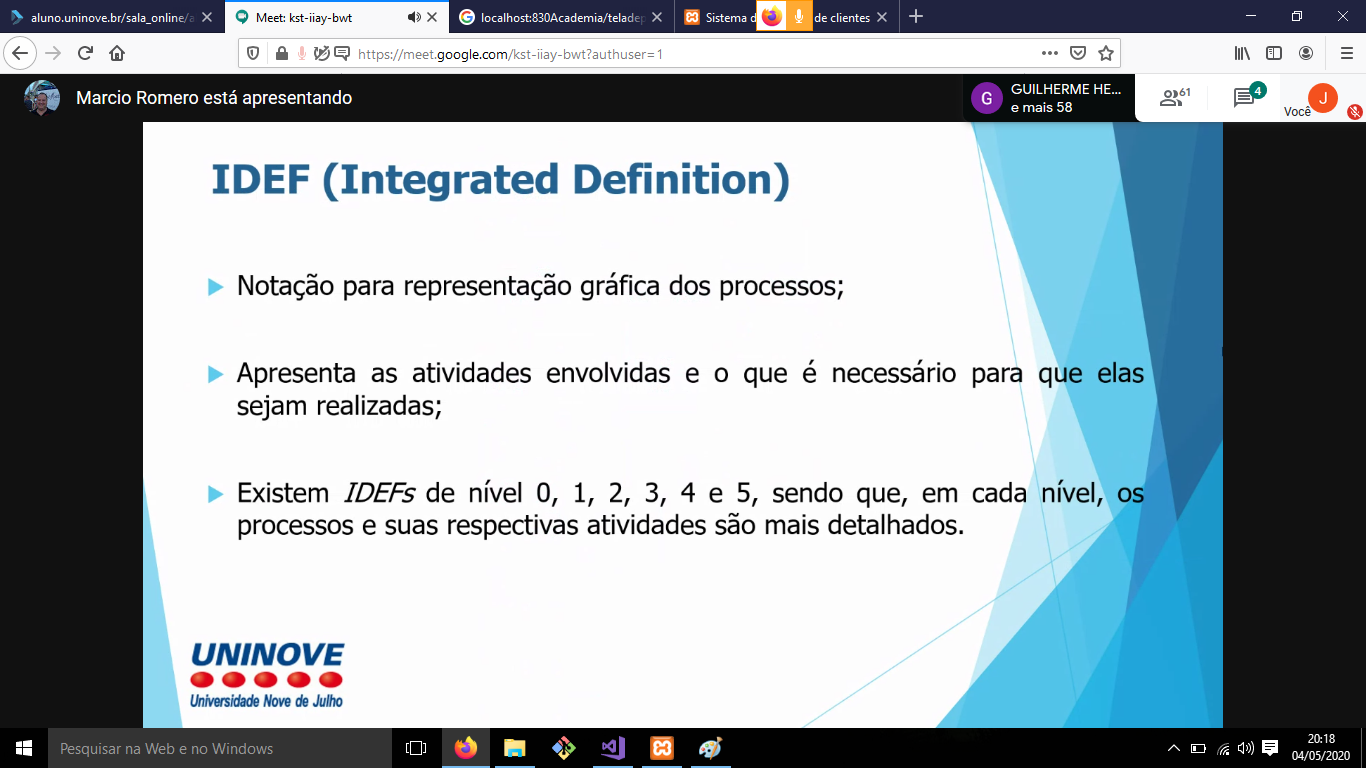 aluno.uninove.br/sala_online/a
Meet: kst-iiay-bwt
localhost:830Academia/teladep
Sistema d
de clientes
https://meet.google.com/kst-iiay-bwt?authuser=1
Marcio Romero está apresentando
G
GUILHERME HE...
e mais 58
61
4
Você
J
IDEF (Integrated Definition)
Notação para representação gráfica dos processos;
Apresenta as atividades envolvidas e o que é necessário para que elas
sejam realizadas;
Existem IDEFs de nível 0, 1, 2, 3, 4 e 5, sendo que, em cada nível, os
processos e suas respectivas atividades são mais detalhados.
UNINOVE
Universidade Nove de Julho
Pesquisar na Web e no Windows
20:18
04/05/2020